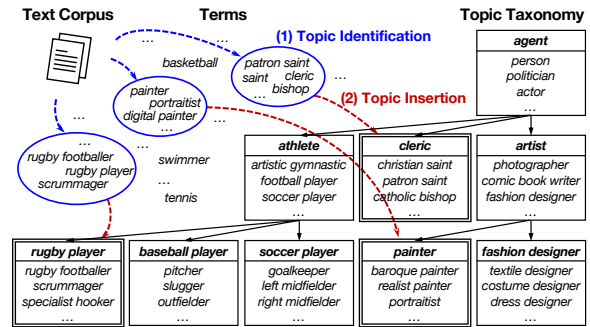 Text Corpus
Terms
Topic Taxonomy
(1) Topic Identification
... ...
basketball
patron saint
saint cleric
... bishop
...
agent
person
politician
actor
...
painter
portraitist
digital painter
...
(2) Topic Insertion
...
...
rugby footballer
rugby player
scrummager
swimmer
...
tennis
athlete
artistic gymnastic
football player
soccer player
...
cleric
christian saint
patron saint
catholic bishop
...
artist
photographer
comic book writer
fashion designer
...
rugby player
rugby footballer
scrummager
specialist hooker
...
baseball player
pitcher
slugger
outfielder
...
soccer player
goalkeeper
left midfielder
right midfielder
...
painter
baroque painter
realist painter
portraitist
...
fashion designer
textile designer
costume designer
dress designer
...